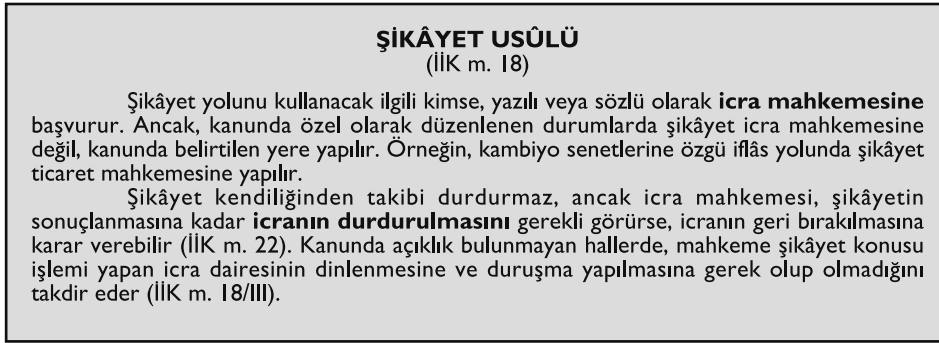 ŞİKÂYET USÛLÜ
(İİK m. 18)
Şikâyet yolunu kullanacak ilgili kimse, yazılı veya sözlü olarak icra mahkemesine
başvurur. Ancak, kanunda özel olarak düzenlenen durumlarda şikâyet icra mahkemesine
değil, kanunda belirtilen yere yapılır. Örneğin, kambiyo senetlerine özgü iflâs yolunda şikâyet
ticaret mahkemesine yapılır.
Şikâyet kendiliğinden takibi durdurmaz, ancak icra mahkemesi, şikâyetin
sonuçlanmasına kadar icranın durdurulmasını gerekli görürse, icranın geri bırakılmasına
karar verebilir (İİK m. 22). Kanunda açıklık bulunmayan hallerde, mahkeme şikâyet konusu
işlemi yapan icra dairesinin dinlenmesine ve duruşma yapılmasına gerek olup olmadığını
takdir eder (İİK m. 18/III).